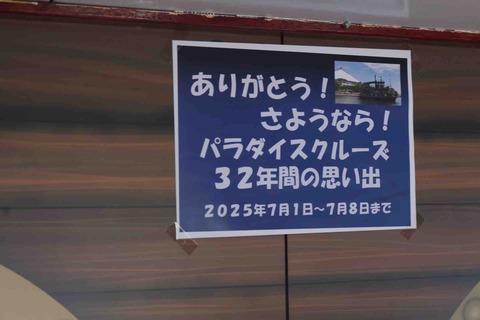 ありがとう！
さようなら！
パラダイスクルーズ
３２年間の思い出
２０２５年７月１日～７月８日まで